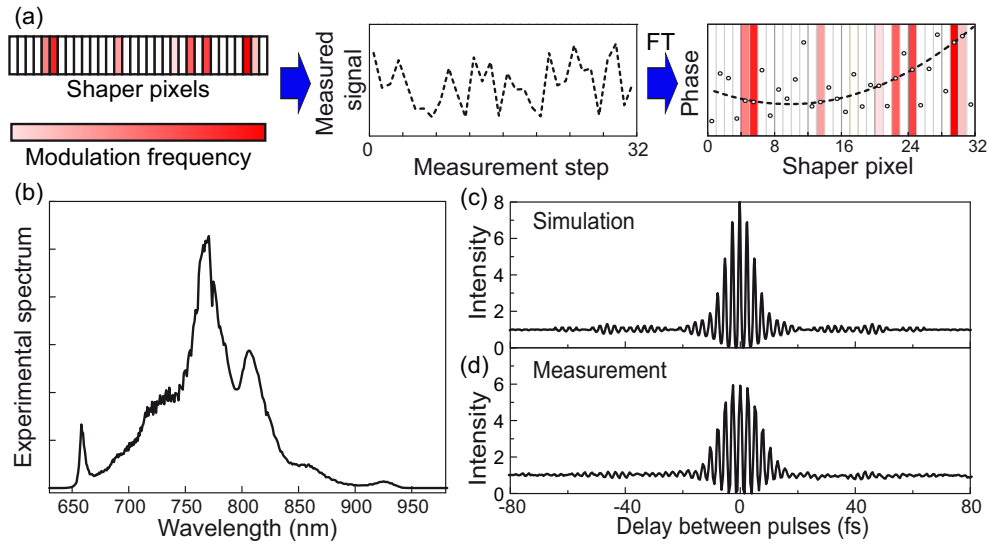 (a)
Shaper pixels
Modulation frequency
Measured signal
0
32
Measurement step
FT
Phase
0 8 16 24 32
Shaper pixel
(b)
Experimental spectrum
650 700 750 800 850 900 950
Wavelength (nm)
(c)
Simulation
Intensity
8
6
4
2
0
(d)
Measurement
Intensity
6
4
2
0
-80 -40 0 40 80
Delay between pulses (fs)